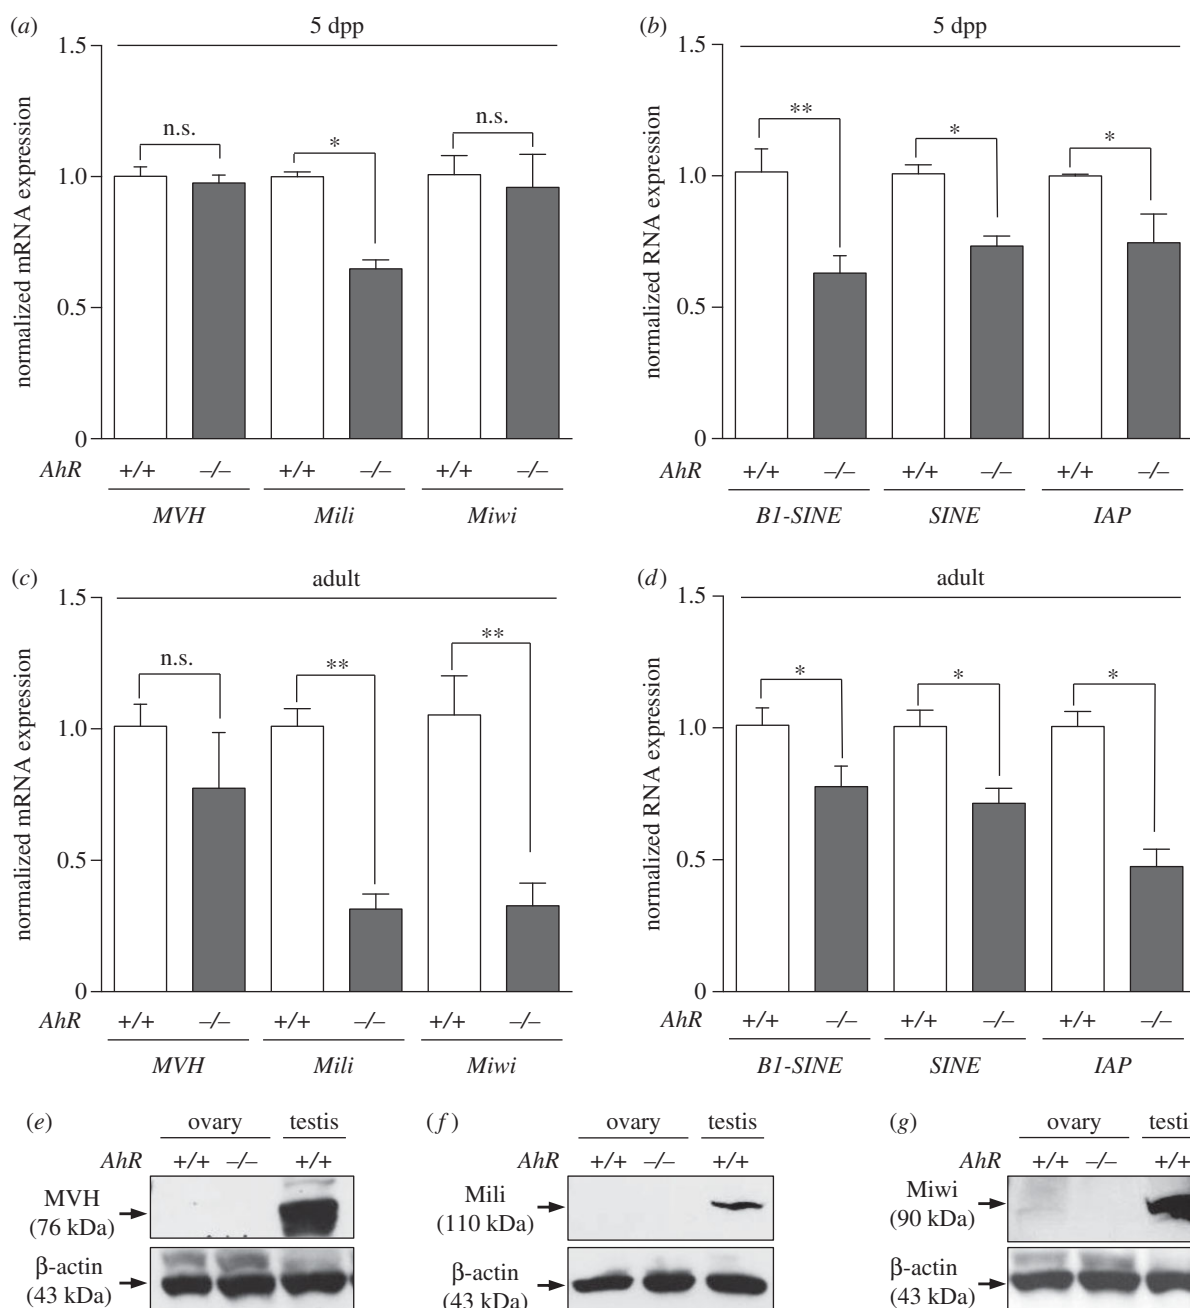 (a)
5 dpp
1.5
n.s.
*
n.s.
1.0
0.5
0
normalized mRNA expression
AhR +/+ –/– +/+ –/– +/+ –/–
MVH Mili Miwi
(b)
5 dpp
1.5
**
*
*
1.0
0.5
0
normalized RNA expression
AhR +/+ –/– +/+ –/– +/+ –/–
B1-SINE SINE IAP
(c)
adult
1.5
n.s.
**
**
1.0
0.5
0
normalized mRNA expression
AhR +/+ –/– +/+ –/– +/+ –/–
MVH Mili Miwi
(d)
adult
1.5
*
*
*
1.0
0.5
0
normalized RNA expression
AhR +/+ –/– +/+ –/– +/+ –/–
B1-SINE SINE IAP
(e)
ovary testis
AhR +/+ –/– +/+
MVH
(76 kDa)
β-actin
(43 kDa)
(f)
ovary testis
AhR +/+ –/– +/+
Mili
(110 kDa)
β-actin
(43 kDa)
(g)
ovary testi
AhR +/+ –/– +/+
Miwi
(90 kDa)
β-actin
(43 kDa)